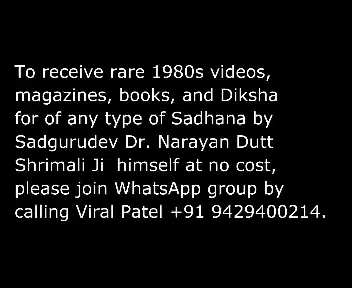 To receive rare 1980s videos,
magazines, books, and Diksha
for of any type of Sadhana by
Sadgurudev Dr. Narayan Dutt
Shrimali Ji  himself at no cost,
please join WhatsApp group by
calling Viral Patel +91 9429400214.